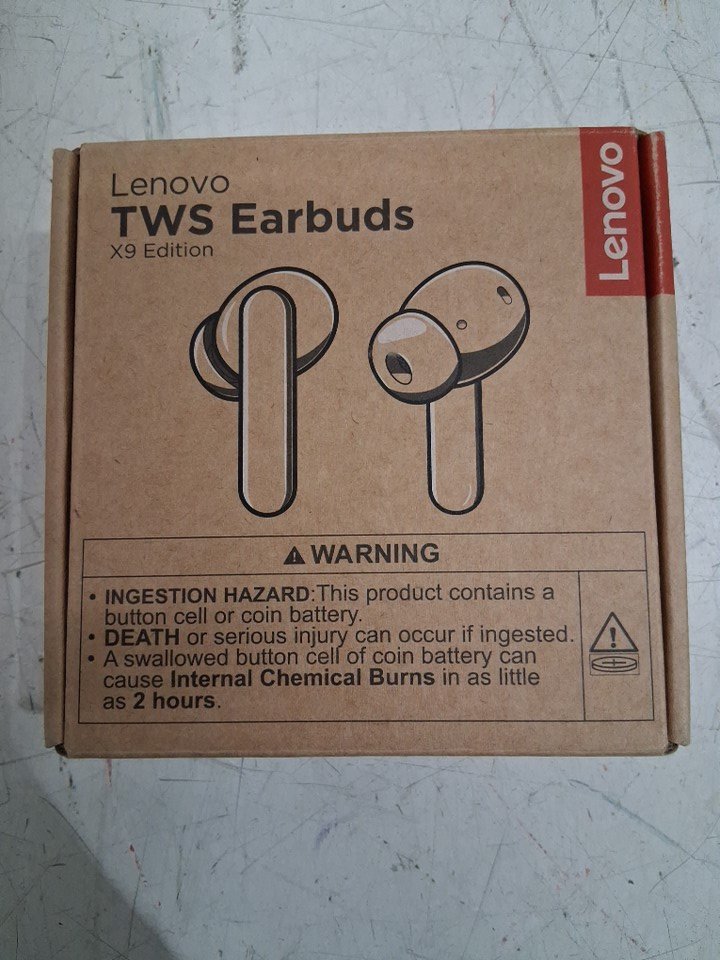 Lenovo
TWS Earbuds
X9 Edition
Lenovo
WARNING
• INGESTION HAZARD:This product contains a
button cell or coin battery.
• DEATH or serious injury can occur if ingested.
• A swallowed button cell of coin battery can
cause Internal Chemical Burns in as little
as 2 hours.